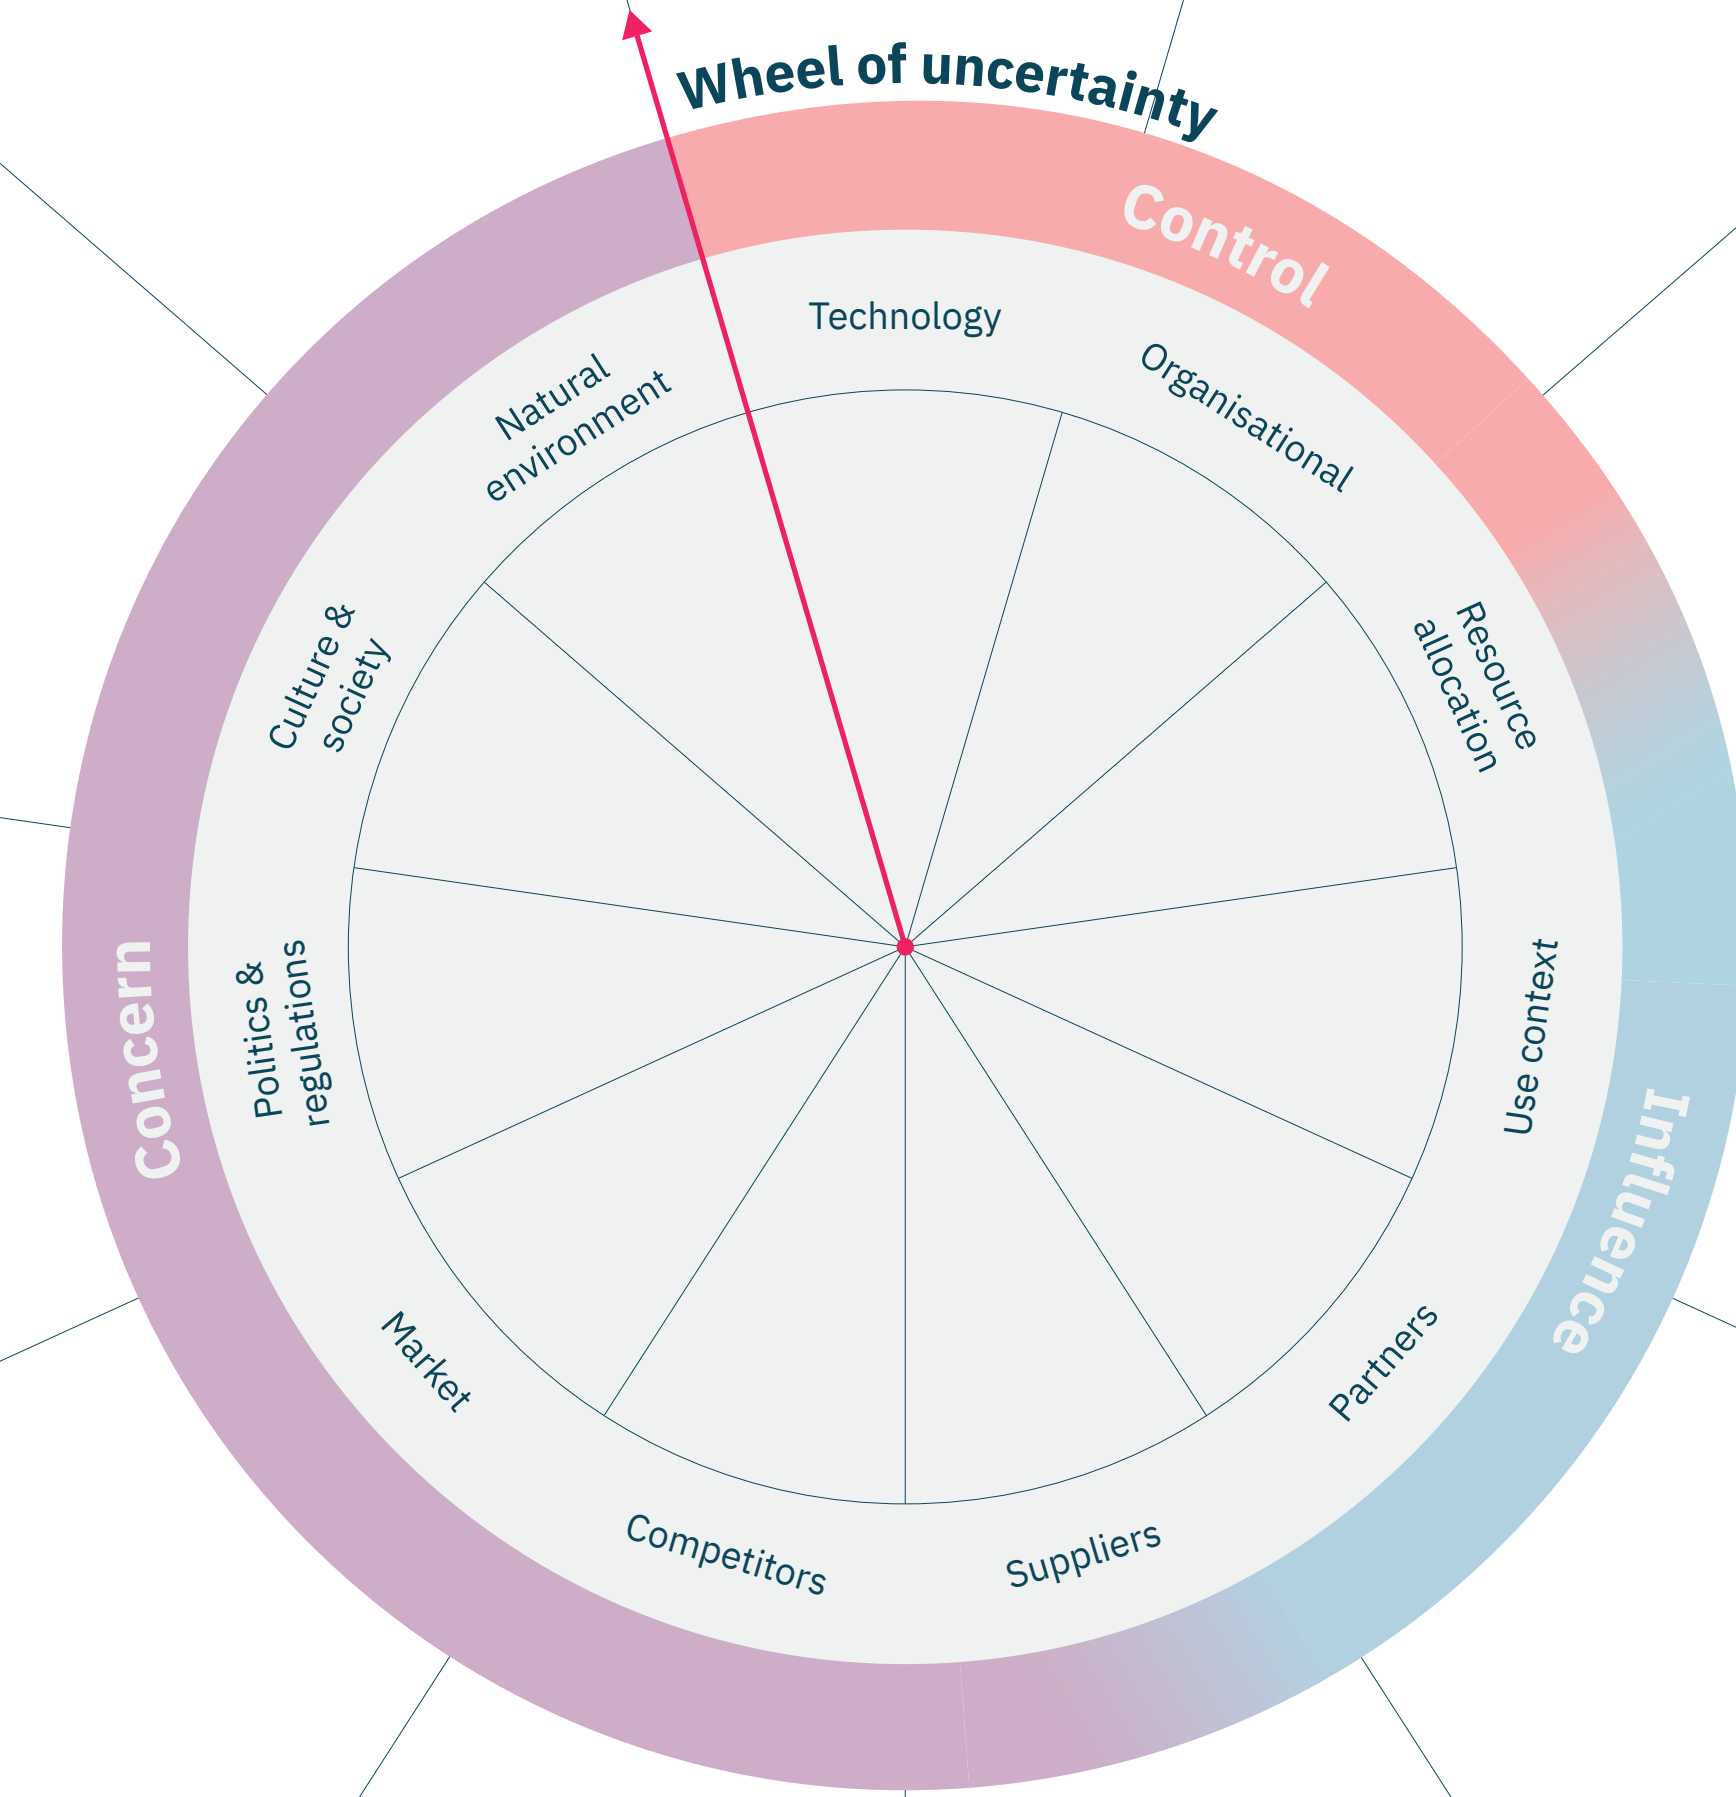 Wheel of uncertainty
Control
Technology
Organisational
Resource
allocation
Use context
Influence
Partners
Suppliers
Competitors
Market
Politics &
regulations
Concern
Culture &
society
Natural
environment